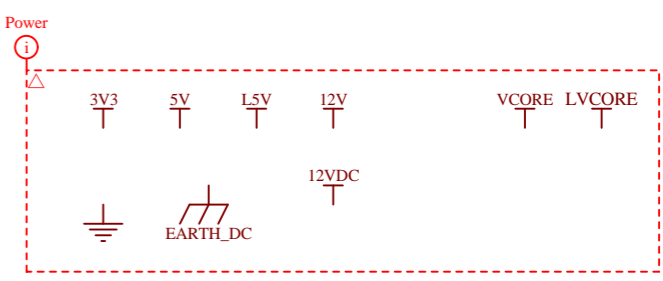 Power
i
3V3 5V L5V 12V VCORE LVCORE
12VDC
EARTH_DC